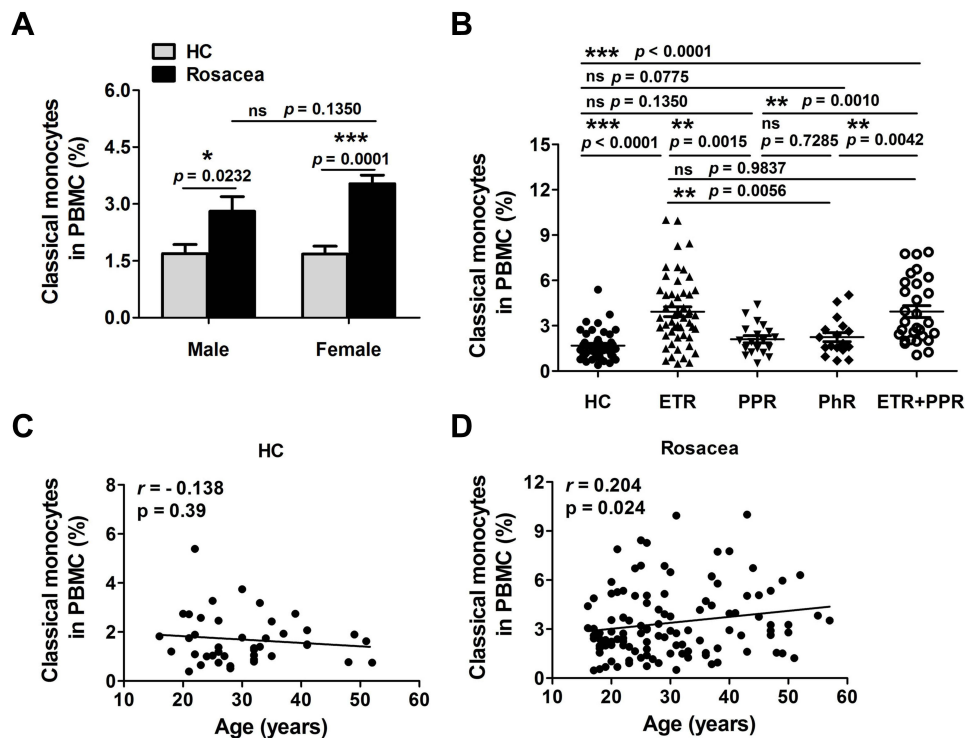 A
HC
Rosacea
Classical monocytes
in PBMC (%)
6.0
4.5
3.0
1.5
0.0
ns p = 0.1350
*
p = 0.0232
***
p = 0.0001
Male
Female
B
*** p < 0.0001
ns p = 0.0775
ns p = 0.1350
** p = 0.0010
*** ** ns **
p < 0.0001 p = 0.0015 p = 0.7285 p = 0.0042
ns p = 0.9837
** p = 0.0056
Classical monocytes
in PBMC (%)
15
12
9
6
3
0
HC ETR PPR PhR ETR+PPR
C
HC
r = - 0.138
p = 0.39
Classical monocytes
in PBMC (%)
8
6
4
2
0
10 20 30 40 50 60
Age (years)
D
Rosacea
r = 0.204
p = 0.024
Classical monocytes
in PBMC (%)
12
9
6
3
0
10 20 30 40 50 60
Age (years)